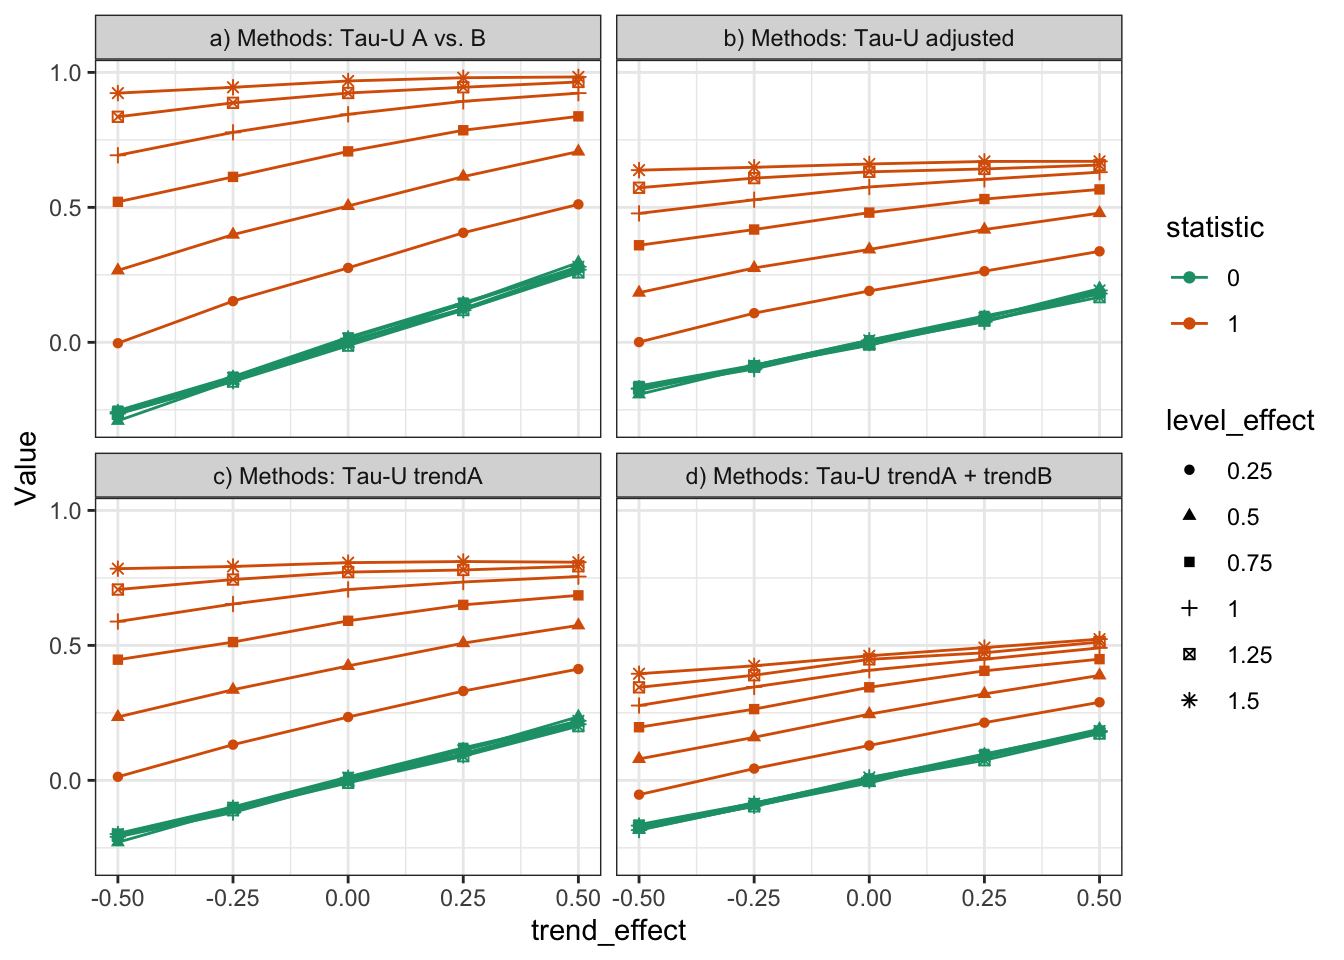 a) Methods: Tau-U A vs. B
b) Methods: Tau-U adjusted
1.0
0.5
0.0
c) Methods: Tau-U trendA
d) Methods: Tau-U trendA + trendB
1.0
0.5
0.0
-0.50 -0.25 0.00 0.25 0.50
-0.50 -0.25 0.00 0.25 0.50
trend_effect
Value
statistic
0
1
level_effect
0.25
0.5
0.75
1
1.25
1.5